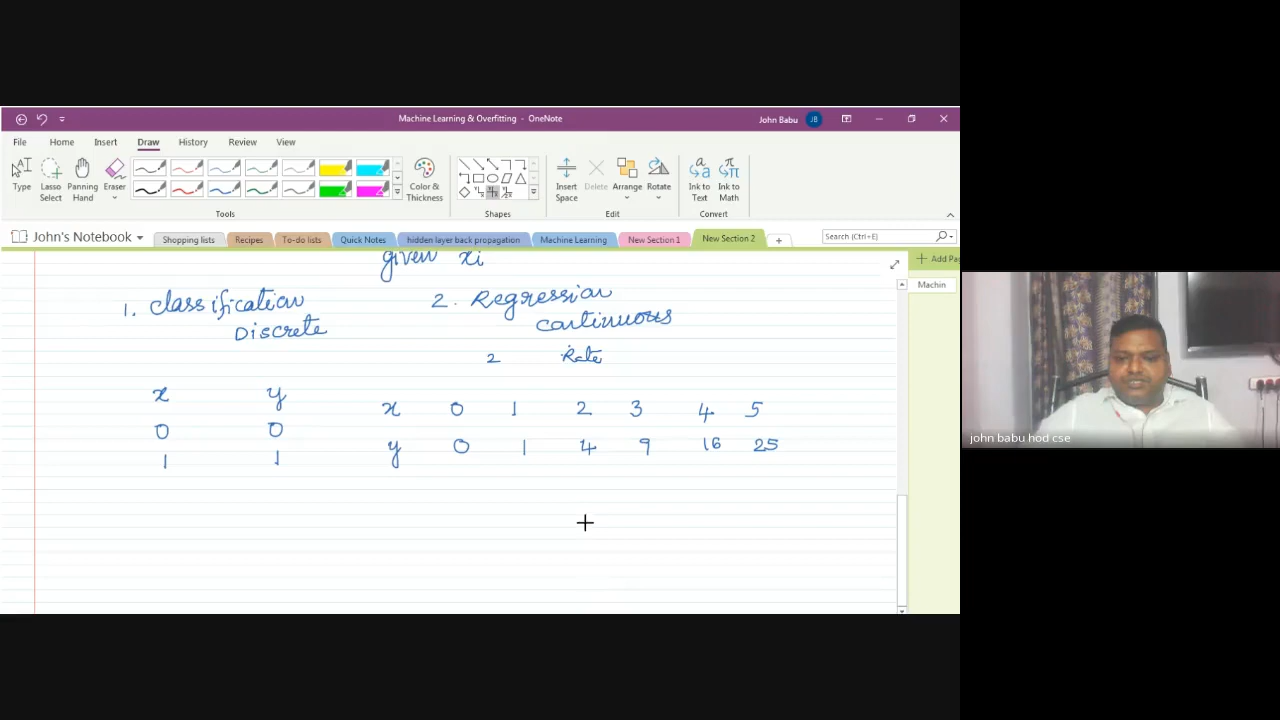 Machine Learning & Overfitting - OneNote
John Babu
JB
File Home Insert Draw History Review View
Type
Lasso Select
Panning Hand
Eraser
Color & Thickness
Insert Space
Delete
Arrange
Rotate
Ink to Text
Ink to Math
Tools
Shapes
Edit
Convert
John's Notebook
Shopping lists
Recipes
To-do lists
Quick Notes
hidden layer back propagation
Machine Learning
New Section 1
New Section 2
Search (Ctrl+E)
Add Pag
Machin
given xi
1. Classification
Discrete
2. Regression
continuous
2 Rate
x y
0 0
1 1
x 0 1 2 3 4 5
y 0 1 4 9 16 25
john babu hod cse